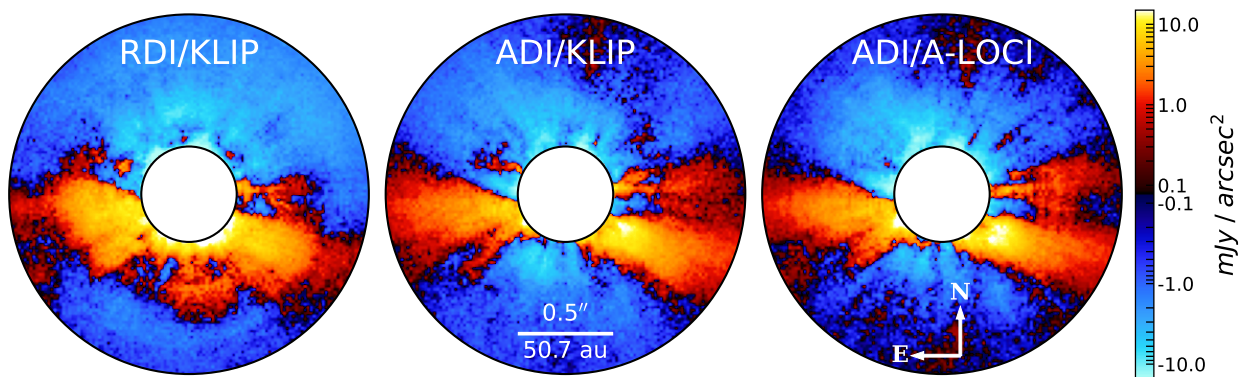 RDI/KLIP
ADI/KLIP
ADI/A-LOCI
0.5″
50.7 au
N
E
10.0
1.0
0.1
-0.1
-1.0
-10.0
mJy / arcsec²